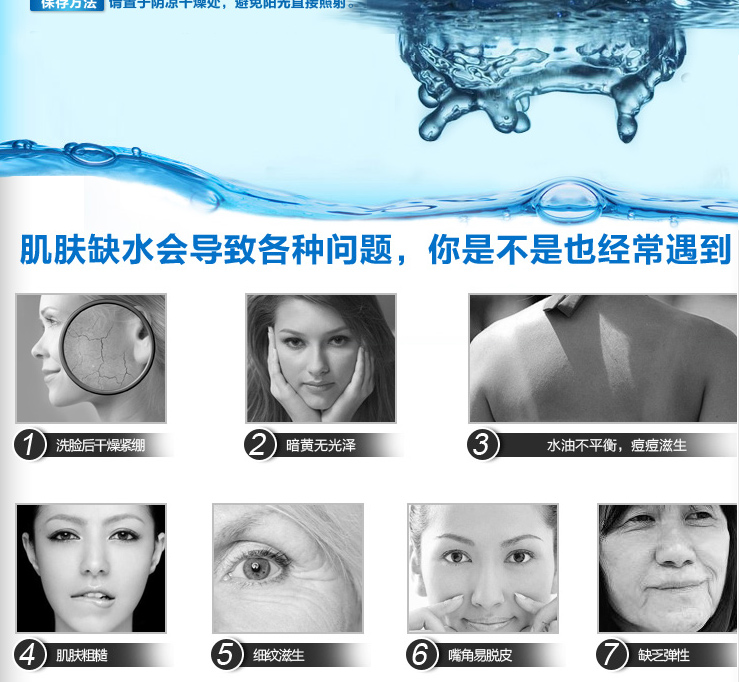 保存方法 请置于阴凉干燥处，避免阳光直接照射。
肌肤缺水会导致各种问题，你是不是也经常遇到
1 洗脸后干燥紧绷
2 暗黄无光泽
3 水油不平衡，痘痘滋生
4 肌肤粗糙
5 细纹滋生
6 嘴角易脱皮
7 缺乏弹性